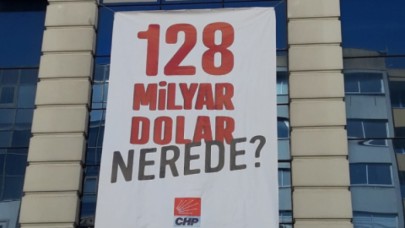 128
MİLYAR
DOLAR
NEREDE?
CHP